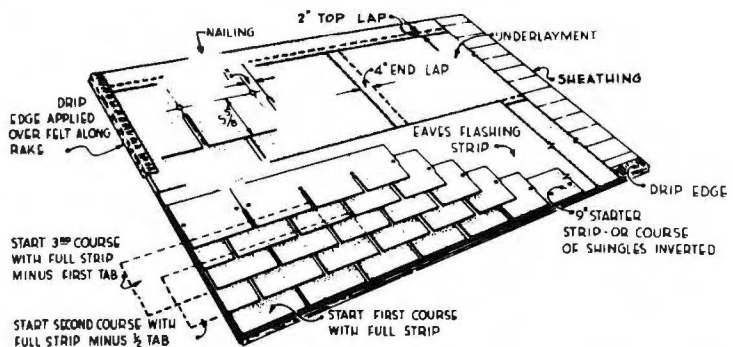 2" TOP LAP
NAILING
UNDERLAYMENT
4" END LAP
SHEATHING
DRIP
EDGE APPLIED
OVER FELT ALONG
RAKE
5/8
EAVES FLASHING
STRIP
DRIP EDGE
9" STARTER
STRIP-OR COURSE
OF SHINGLES INVERTED
START 3RD COURSE
WITH FULL STRIP
MINUS FIRST TAB
START SECOND COURSE WITH
FULL STRIP MINUS 1/2 TAB
START FIRST COURSE
WITH FULL STRIP